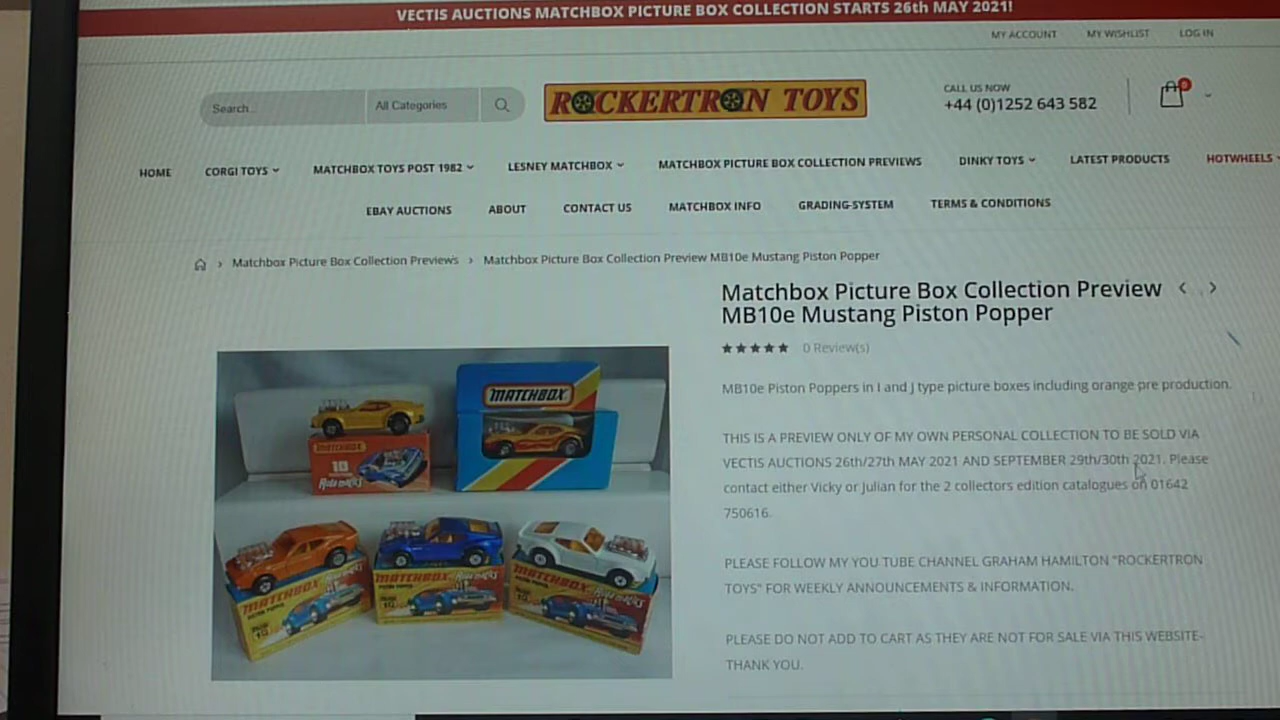 VECTIS AUCTIONS MATCHBOX PICTURE BOX COLLECTION STARTS 26th MAY 2021!
MY ACCOUNT MY WISHLIST LOG IN
Search... All Categories
ROCKERTRON TOYS
CALL US NOW
+44 (0)1252 643 582
0
HOME CORGI TOYS MATCHBOX TOYS POST 1982 LESNEY MATCHBOX MATCHBOX PICTURE BOX COLLECTION PREVIEWS DINKY TOYS LATEST PRODUCTS HOTWHEELS
EBAY AUCTIONS ABOUT CONTACT US MATCHBOX INFO GRADING-SYSTEM TERMS & CONDITIONS
Matchbox Picture Box Collection Previews > Matchbox Picture Box Collection Preview MB10e Mustang Piston Popper
Matchbox Picture Box Collection Preview
MB10e Mustang Piston Popper
0 Review(s)
MB10e Piston Poppers in I and J type picture boxes including orange pre production.
THIS IS A PREVIEW ONLY OF MY OWN PERSONAL COLLECTION TO BE SOLD VIA
VECTIS AUCTIONS 26th/27th MAY 2021 AND SEPTEMBER 29th/30th 2021. Please
contact either Vicky or Julian for the 2 collectors edition catalogues on 01642
750616.
PLEASE FOLLOW MY YOU TUBE CHANNEL GRAHAM HAMILTON "ROCKERTRON
TOYS" FOR WEEKLY ANNOUNCEMENTS & INFORMATION.
PLEASE DO NOT ADD TO CART AS THEY ARE NOT FOR SALE VIA THIS WEBSITE-
THANK YOU.
MATCHBOX
MATCHBOX
10
Rolamatics
MATCHBOX
MATCHBOX Rolamatics
10
MATCHBOX Rolamatics
10